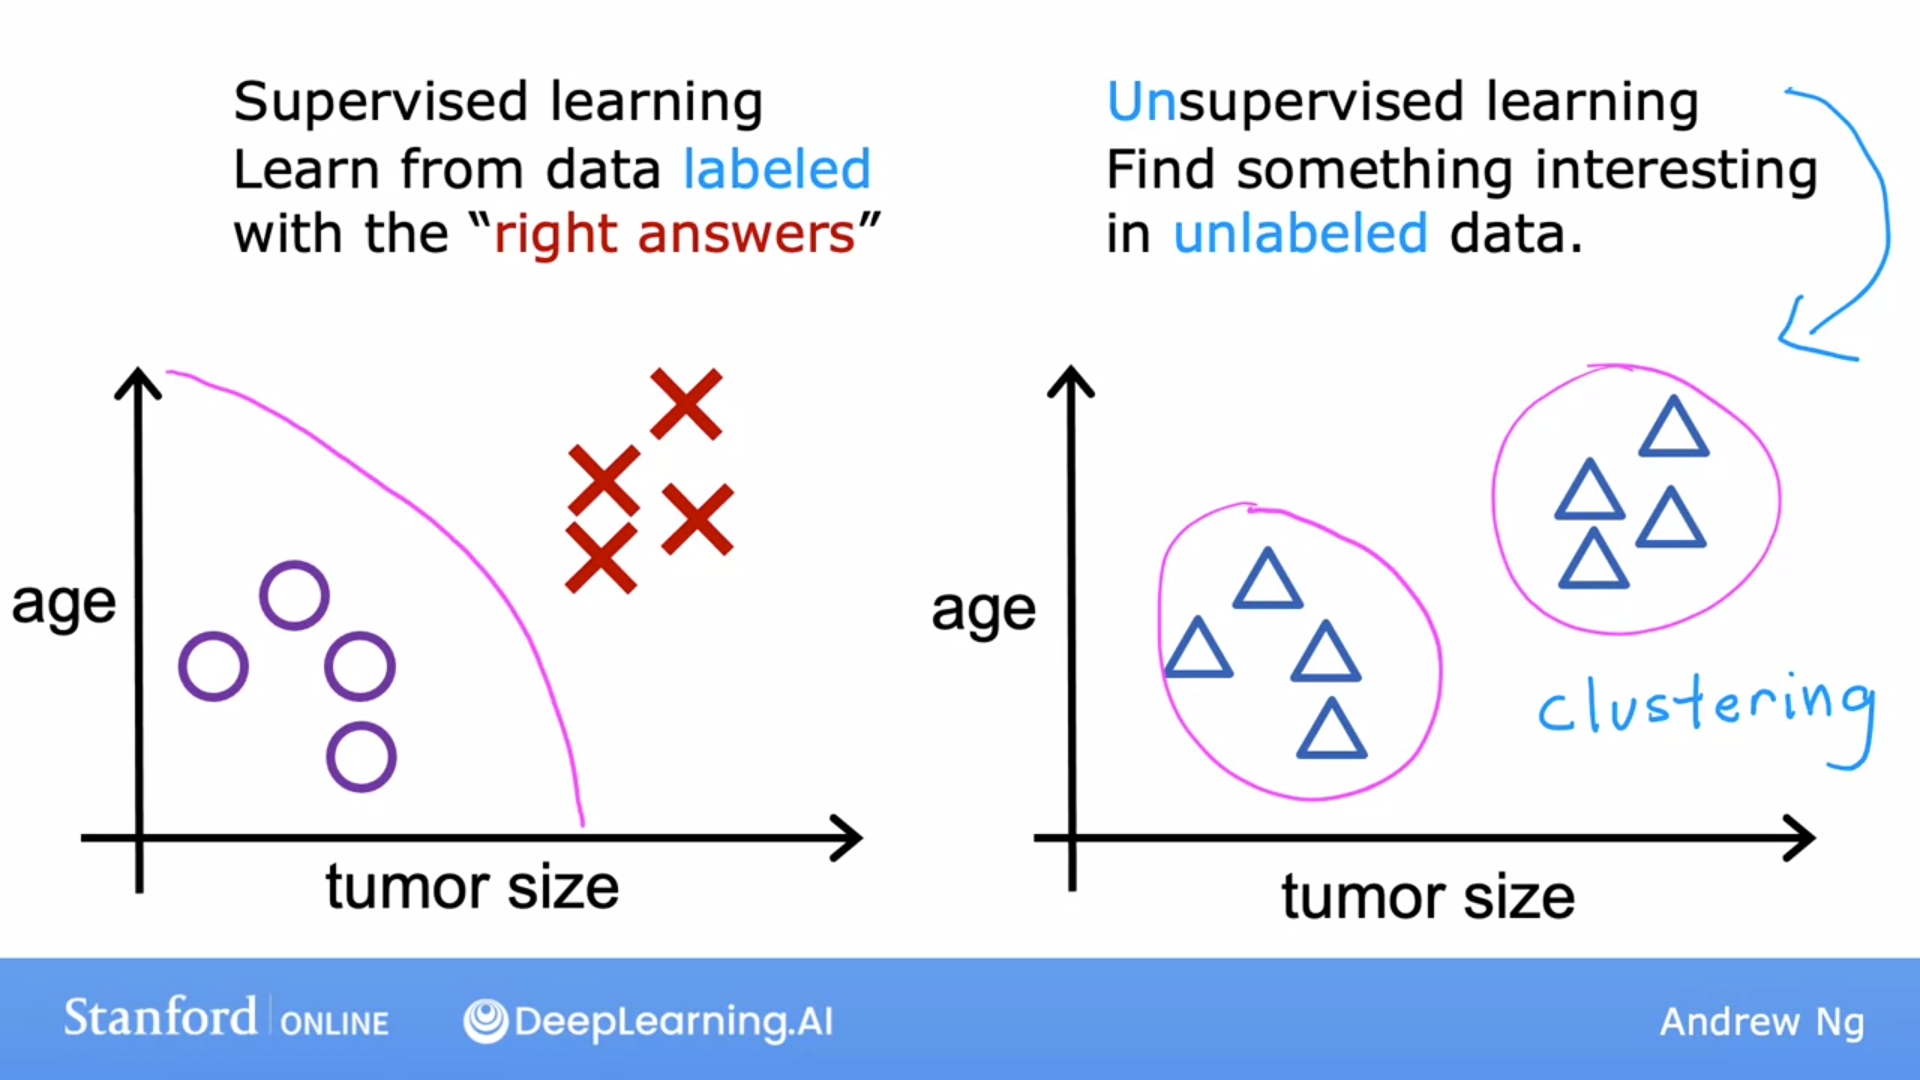 Supervised learning
Learn from data labeled
with the “right answers”
age
tumor size
Unsupervised learning
Find something interesting
in unlabeled data.
age
clustering
tumor size
Stanford ONLINE
DeepLearning.AI
Andrew Ng